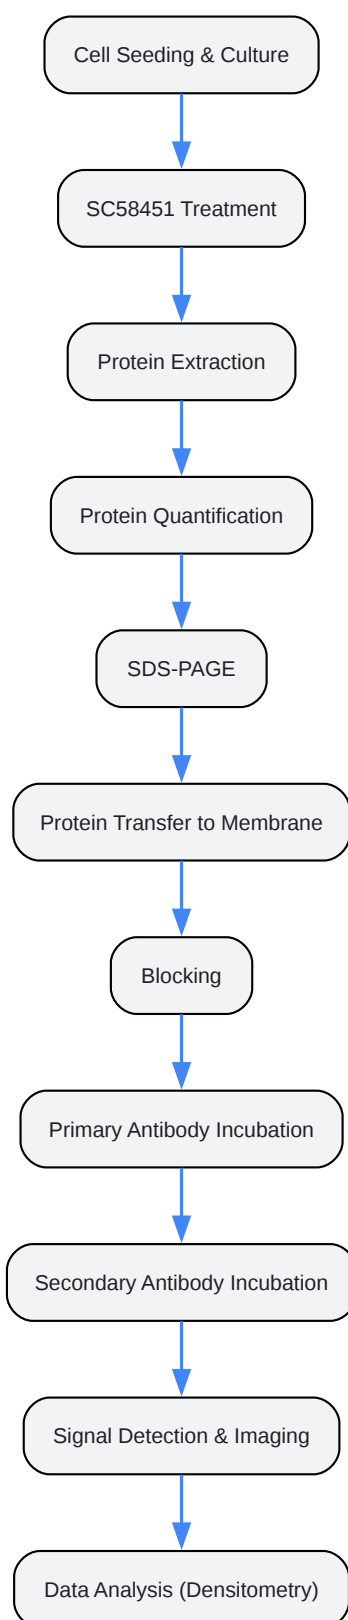 Cell Seeding & Culture
SC58451 Treatment
Protein Extraction
Protein Quantification
SDS-PAGE
Protein Transfer to Membrane
Blocking
Primary Antibody Incubation
Secondary Antibody Incubation
Signal Detection & Imaging
Data Analysis (Densitometry)